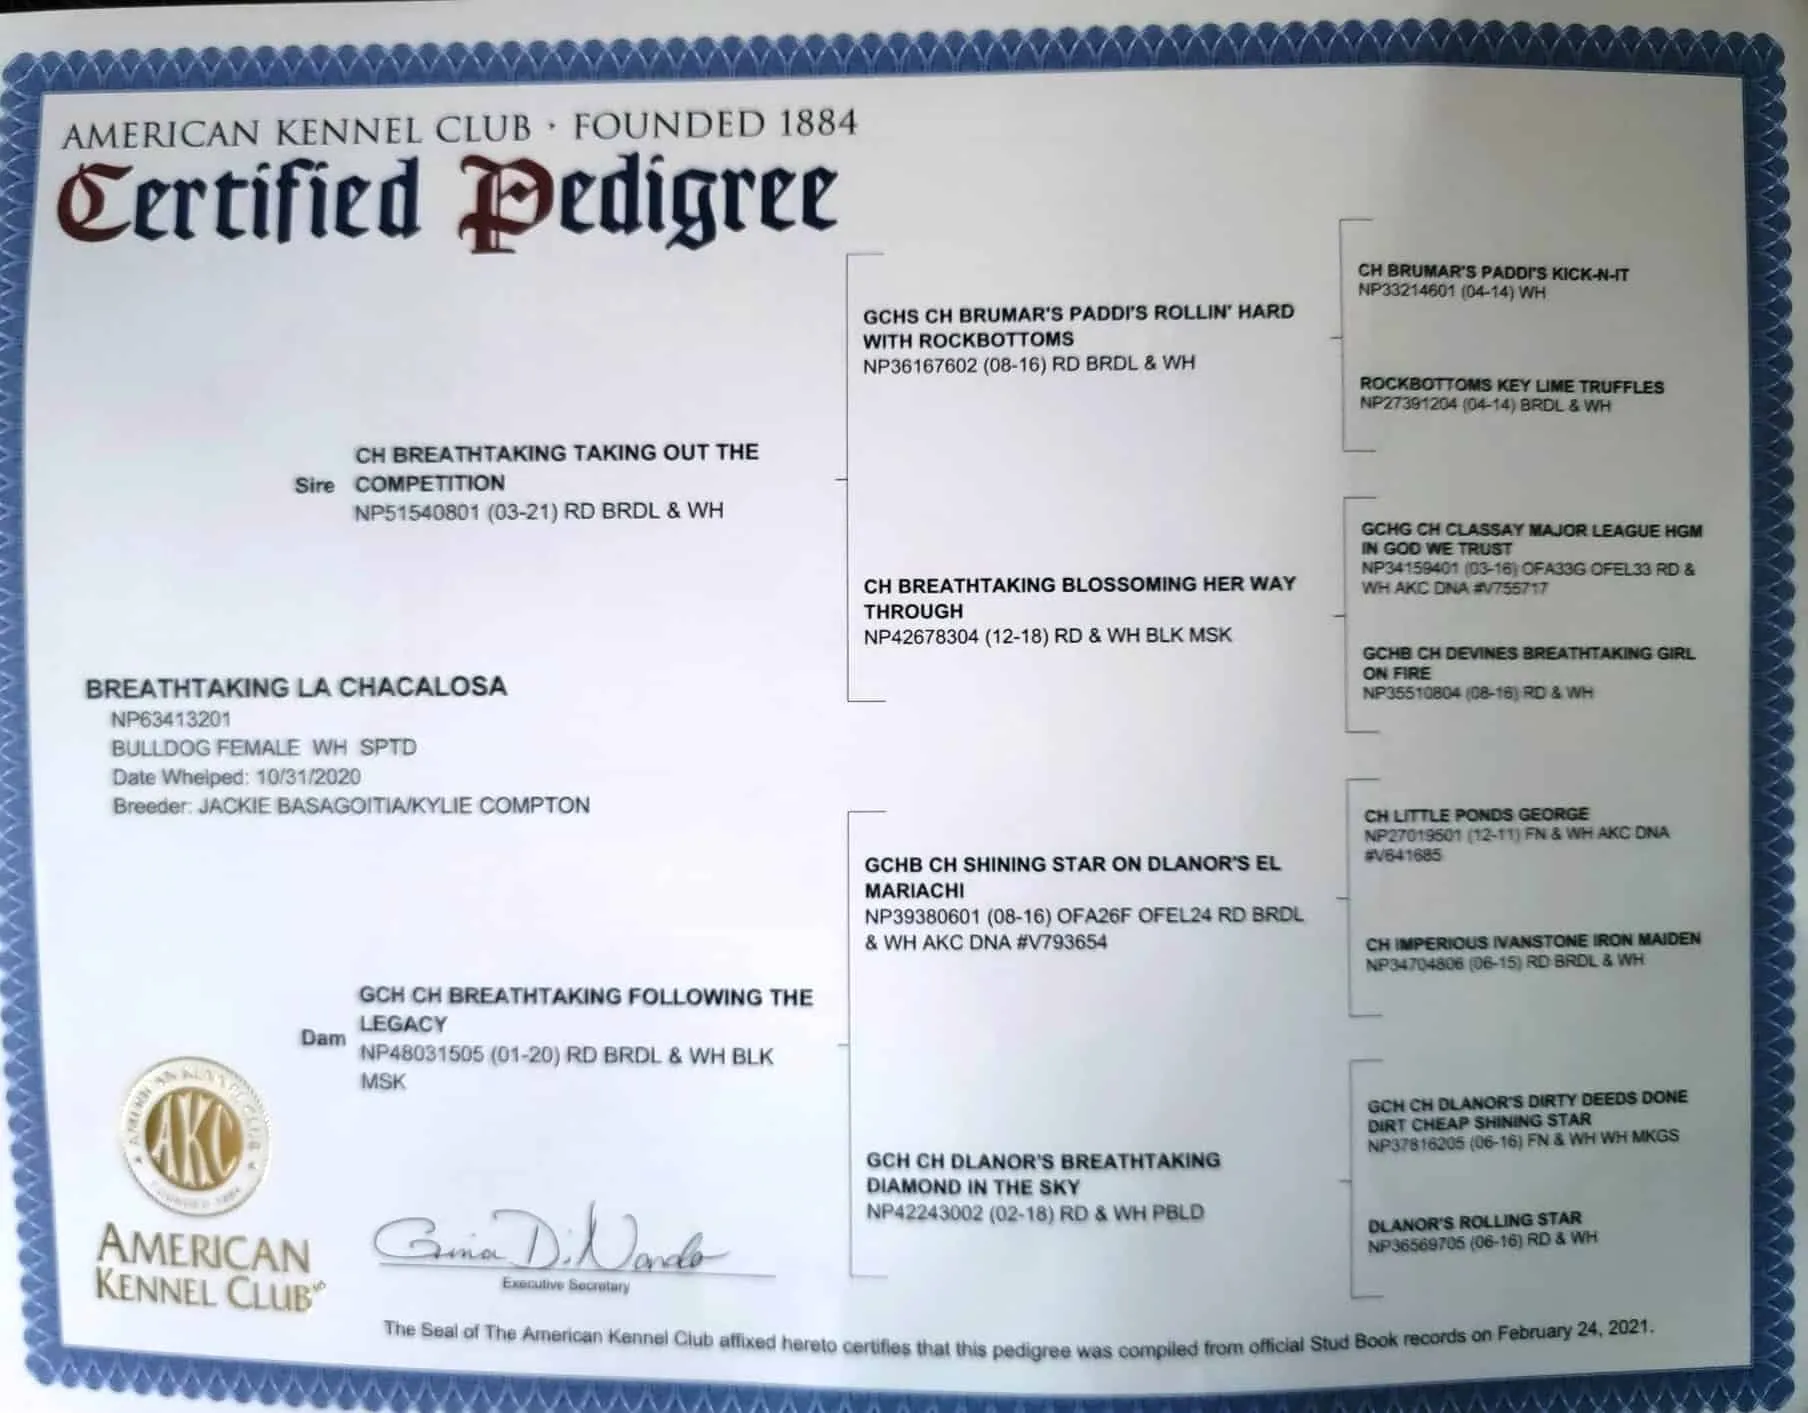 AMERICAN KENNEL CLUB · FOUNDED 1884
Certified Pedigree
CH BRUMAR'S PADDI'S KICK-N-IT
NP33214601 (04-14) WH
GCHS CH BRUMAR'S PADDI'S ROLLIN' HARD
WITH ROCKBOTTOMS
NP36167602 (08-16) RD BRDL & WH
ROCKBOTTOMS KEY LIME TRUFFLES
NP27391204 (04-14) BRDL & WH
Sire
CH BREATHTAKING TAKING OUT THE
COMPETITION
NP51540801 (03-21) RD BRDL & WH
GCHG CH CLASSAY MAJOR LEAGUE HGM
IN GOD WE TRUST
NP34159401 (03-16) OFA33G OFEL33 RD &
WH AKC DNA #V755717
CH BREATHTAKING BLOSSOMING HER WAY
THROUGH
NP42678304 (12-18) RD & WH BLK MSK
GCHB CH DEVINES BREATHTAKING GIRL
ON FIRE
NP35510804 (08-16) RD & WH
BREATHTAKING LA CHACALOSA
NP63413201
BULLDOG FEMALE WH SPTD
Date Whelped: 10/31/2020
Breeder: JACKIE BASAGOITIA/KYLIE COMPTON
CH LITTLE PONDS GEORGE
NP27019501 (12-11) FN & WH AKC DNA
#V641685
GCHB CH SHINING STAR ON DLANOR'S EL
MARIACHI
NP39380601 (08-16) OFA26F OFEL24 RD BRDL
& WH AKC DNA #V793654
CH IMPERIOUS IVANSTONE IRON MAIDEN
NP34704806 (06-15) RD BRDL & WH
Dam
GCH CH BREATHTAKING FOLLOWING THE
LEGACY
NP48031505 (01-20) RD BRDL & WH BLK
MSK
GCH CH DLANOR'S DIRTY DEEDS DONE
DIRT CHEAP SHINING STAR
NP37816205 (06-16) FN & WH WH MKGS
GCH CH DLANOR'S BREATHTAKING
DIAMOND IN THE SKY
NP42243002 (02-18) RD & WH PBLD
DLANOR'S ROLLING STAR
NP36569705 (06-16) RD & WH
AMERICAN KENNEL CLUB
AKC
FOUNDED 1884
AMERICAN
KENNEL CLUB
Gina DiNardo
Executive Secretary
The Seal of The American Kennel Club affixed hereto certifies that this pedigree was compiled from official Stud Book records on February 24, 2021.